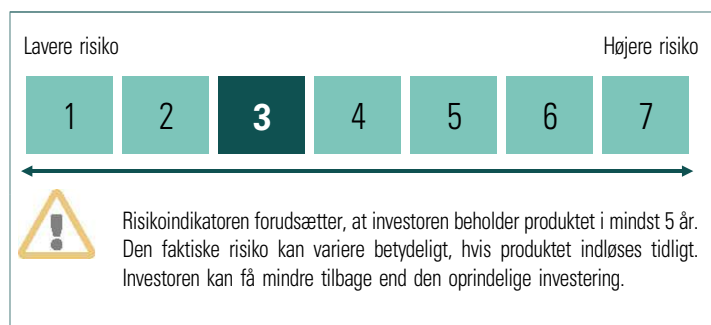 Lavere risiko Højere risiko
1 2 3 4 5 6 7
!
Risikoindikatoren forudsætter, at investoren beholder produktet i mindst 5 år.
Den faktiske risiko kan variere betydeligt, hvis produktet indløses tidligt.
Investoren kan få mindre tilbage end den oprindelige investering.